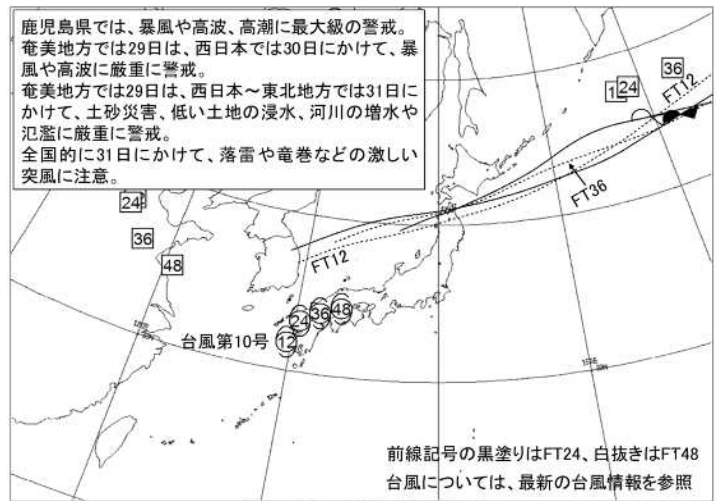 鹿児島県では、暴風や高波、高潮に最大級の警戒。
奄美地方では29日は、西日本では30日にかけて、暴
風や高波に厳重に警戒。
奄美地方では29日は、西日本～東北地方では31日に
かけて、土砂災害、低い土地の浸水、河川の増水や
氾濫に厳重に警戒。
全国的に31日にかけて、落雷や竜巻などの激しい
突風に注意。
36
24
FT12
24
36
48
FT36
FT12
48
36
24
12
台風第10号
前線記号の黒塗りはFT24、白抜きはFT48
台風については、最新の台風情報を参照